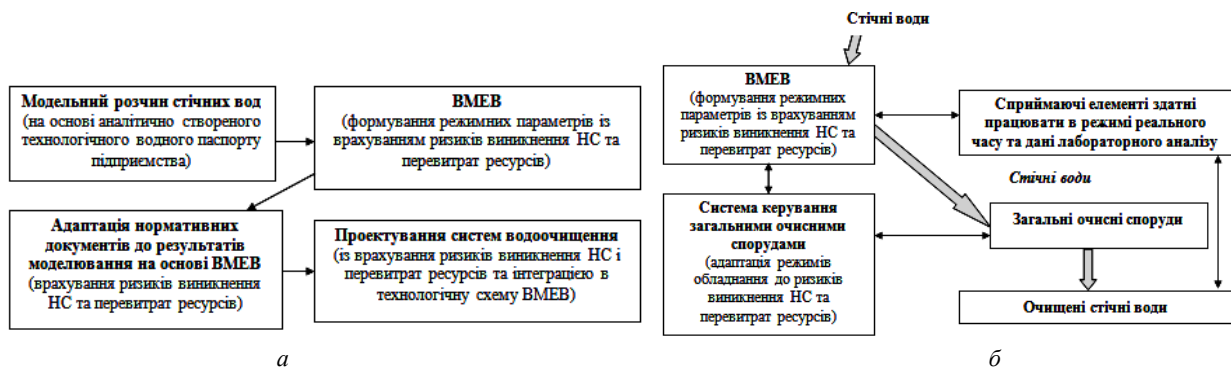 Модельний розчин стічних вод
(на основі аналітично створеного
технологічного водного паспорту
підприємства)
ВМЕВ
(формування режимних параметрів із
врахуванням ризиків виникнення НС та
перевитрат ресурсів)
Адаптація нормативних
документів до результатів
моделювання на основі ВМЕВ
(врахування ризиків виникнення
НС та перевитрат ресурсів)
Проектування систем водоочищення
(із врахування ризиків виникнення НС і
перевитрат ресурсів та інтеграцією в
технологічну схему ВМЕВ)
а
Стічні води
ВМЕВ
(формування режимних
параметрів із врахуванням
ризиків виникнення НС та
перевитрат ресурсів)
Сприймаючі елементі здатні
працювати в режимі реального
часу та дані лабораторного аналізу
Стічні води
Система керування
загальними очисними
спорудами
(адаптація режимів
обладнання до ризиків
виникнення НС та
перевитрат ресурсів)
Загальні очисні споруди
Очищені стічні води
б